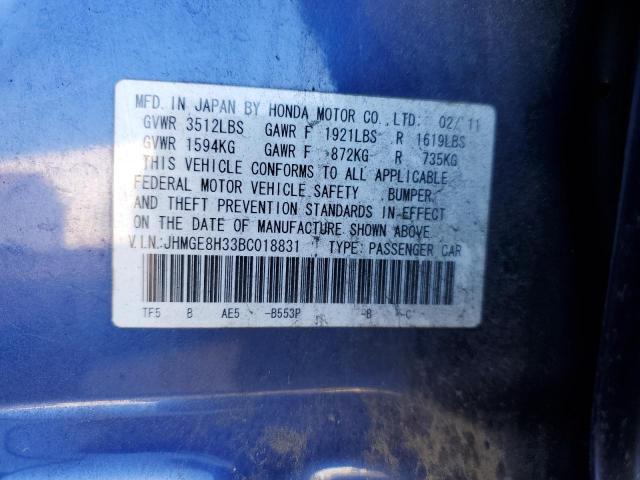 MFD. IN JAPAN BY HONDA MOTOR CO., LTD. 02/11
GVWR 3512LBS GAWR F 1921LBS R 1619LBS
GVWR 1594KG GAWR F 872KG R 735KG
THIS VEHICLE CONFORMS TO ALL APPLICABLE
FEDERAL MOTOR VEHICLE SAFETY , BUMPER,
AND THEFT PREVENTION STANDARDS IN EFFECT
ON THE DATE OF MANUFACTURE SHOWN ABOVE.
V.I.N.:JHMGE8H33BC018831 TYPE: PASSENGER CAR
TF5 B AE5 -B553P -B -C